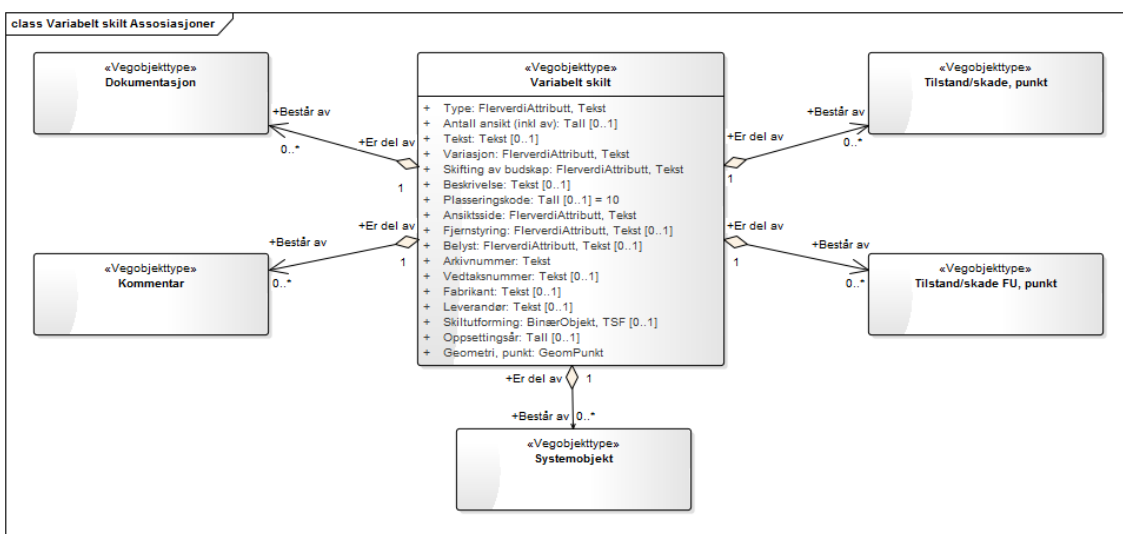 class Variabelt skilt Assosiasjoner
«Vegobjekttype»
Dokumentasjon
+Består av
0..*
+Er del av
1
«Vegobjekttype»
Kommentar
+Består av
0..*
+Er del av
1
«Vegobjekttype»
Variabelt skilt
+ Type: FlerverdiAttributt, Tekst
+ Antall ansikt (inkl av): Tall [0..1]
+ Tekst: Tekst [0..1]
+ Variasjon: FlerverdiAttributt, Tekst
+ Skifting av budskap: FlerverdiAttributt, Tekst
+ Beskrivelse: Tekst [0..1]
+ Plasseringskode: Tall [0..1] = 10
+ Ansiktsside: FlerverdiAttributt, Tekst
+ Fjernstyring: FlerverdiAttributt, Tekst [0..1]
+ Belyst: FlerverdiAttributt, Tekst [0..1]
+ Arkivnummer: Tekst
+ Vedtaksnummer: Tekst [0..1]
+ Fabrikant: Tekst [0..1]
+ Leverandør: Tekst [0..1]
+ Skiltutforming: BinærObjekt, TSF [0..1]
+ Oppsettingsår: Tall [0..1]
+ Geometri, punkt: GeomPunkt
«Vegobjekttype»
Tilstand/skade, punkt
+Består av
0..*
+Er del av
1
«Vegobjekttype»
Tilstand/skade FU, punkt
+Består av
0..*
+Er del av
1
+Er del av 1
+Består av 0..*
«Vegobjekttype»
Systemobjekt